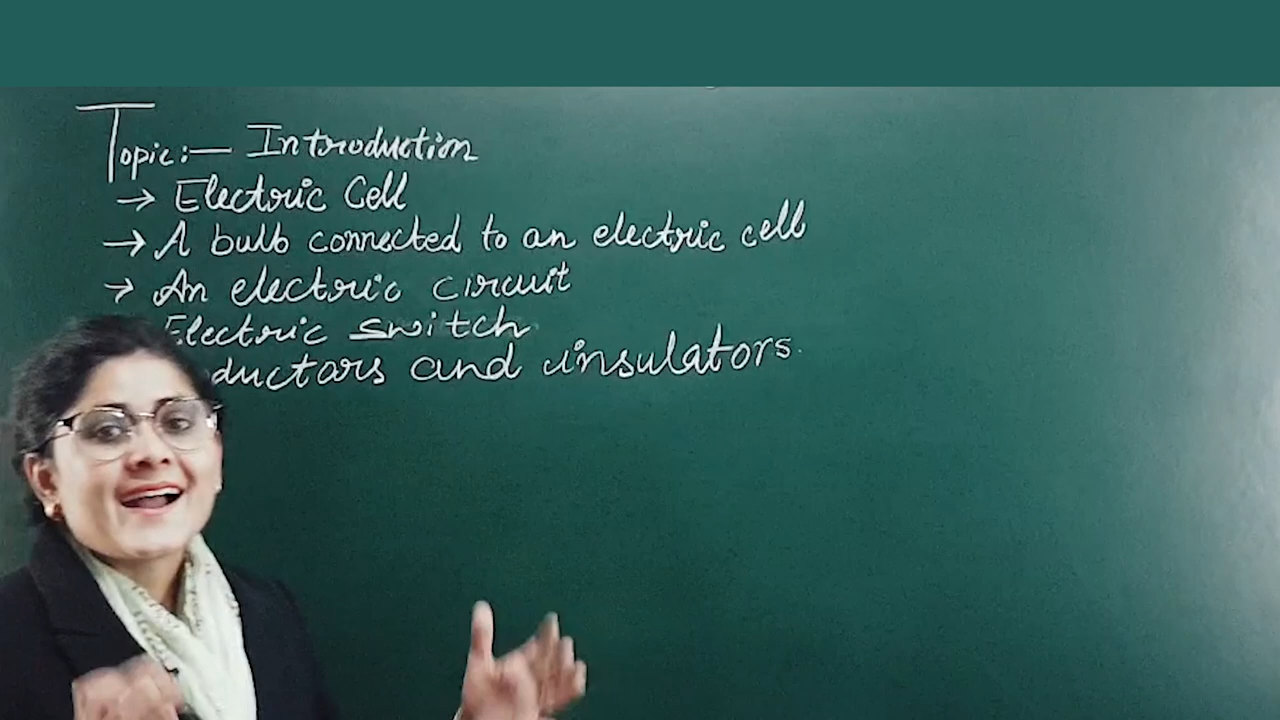 Topic:— Introduction
→ Electric Cell
→ A bulb connected to an electric cell
→ An electric circuit
Electric switch
ductors and insulators.